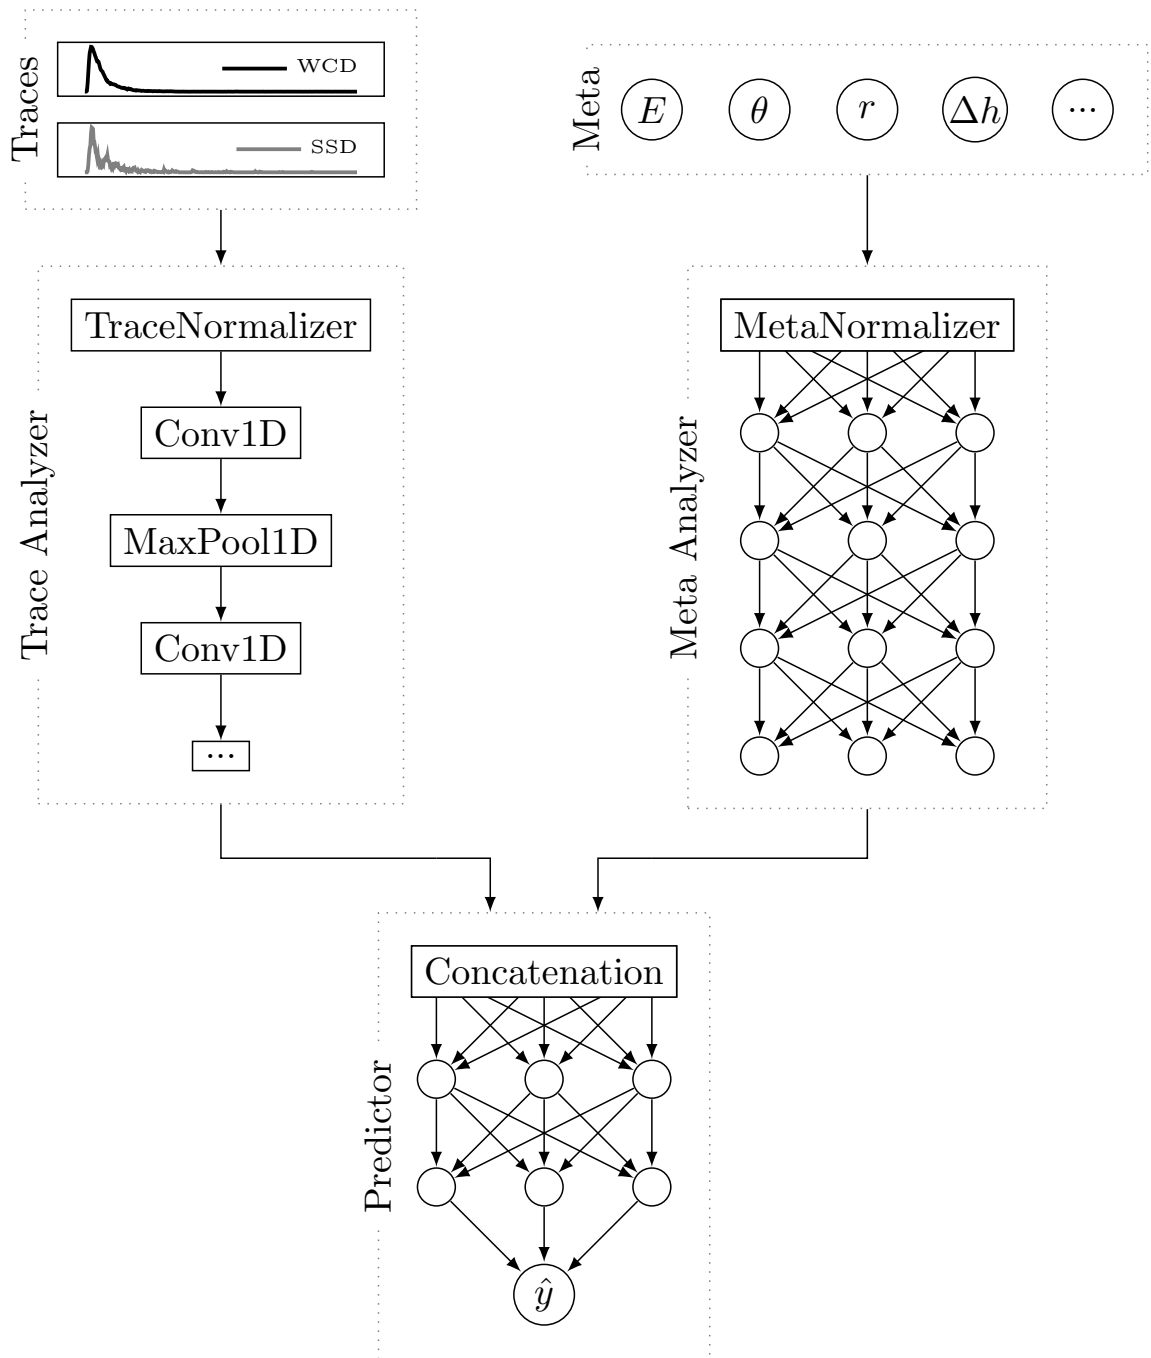 Traces
WCD
SSD
Meta
E
θ
r
Δh
...
Trace Analyzer
TraceNormalizer
Conv1D
MaxPool1D
Conv1D
...
Meta Analyzer
MetaNormalizer
Predictor
Concatenation
ŷ